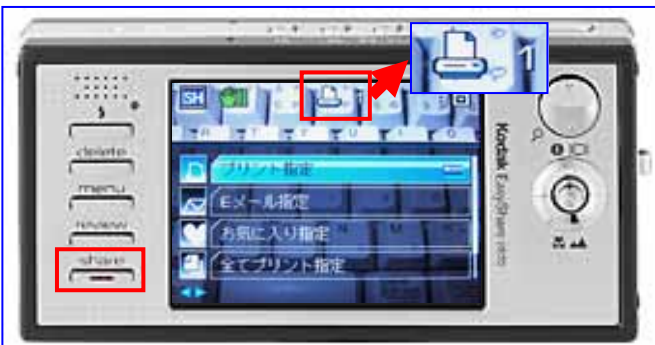 1
SH
delete
menu
review
share
プリント指定
Eメール指定
お気に入り指定
全てプリント指定
Kodak EasyShare